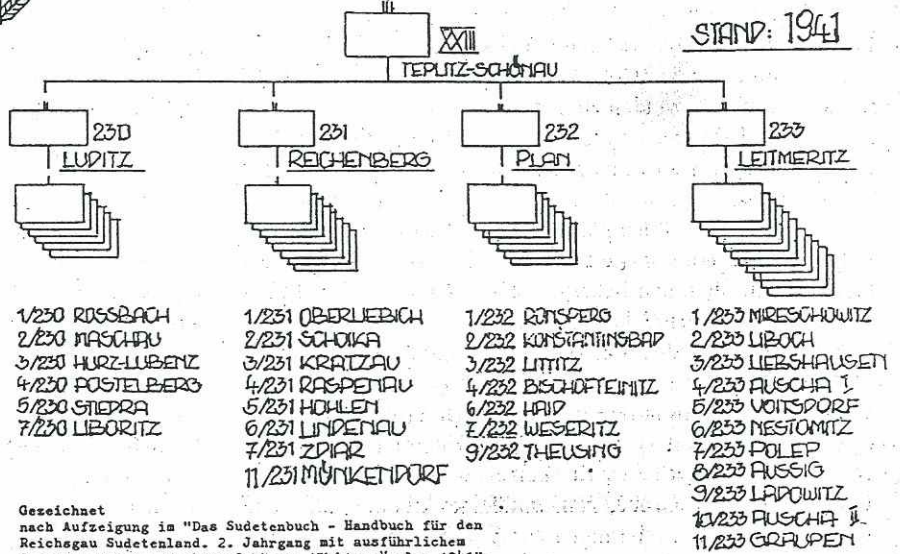 STAND: 1941
XXIII
TEPLITZ-SCHÖNAU
230
LUDITZ
231
REICHENBERG
232
PLAN
233
LEITMERITZ
1/230 ROSSBACH
2/230 MASCHAU
3/230 HURZ-LUBENZ
4/230 POSTELBERG
5/230 STIEDRA
7/230 LIBORITZ
1/231 OBERLIEBICH
2/231 SCHOIKA
3/231 KRATZAU
4/231 RASPENAU
5/231 HOHLEN
6/231 LINDENAU
7/231 ZDIAR
11/231 MÜNKENDORF
1/232 RONSPERG
2/232 KONSTANTINSBAD
3/232 LITTITZ
4/232 BISCHOFTEINITZ
6/232 HAID
7/232 WESERITZ
9/232 THEUSING
1/233 MIRESCHOWITZ
2/233 LIBOCH
3/233 LIEBSHAUSEN
4/233 AUSCHA I.
5/233 VOITSDORF
6/233 NESTOMITZ
7/233 POLEP
8/233 AUSSIG
9/233 LADOWITZ
10/233 AUSCHA II.
11/233 GRAUPEN
Gezeichnet
nach Aufzeigung im "Das Sudetenbuch - Handbuch für den
Reichsgau Sudetenland. 2. Jahrgang mit ausführlichem